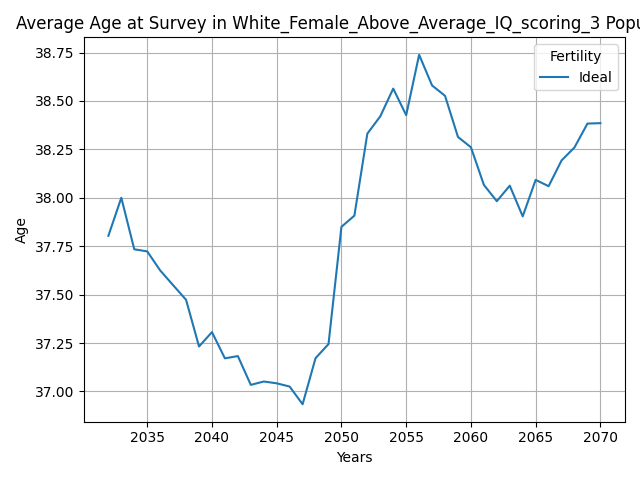 Average Age at Survey in White_Female_Above_Average_IQ_scoring_3 Popu
Fertility
Ideal
38.75
38.50
38.25
38.00
37.75
37.50
37.25
37.00
Age
2035 2040 2045 2050 2055 2060 2065 2070
Years